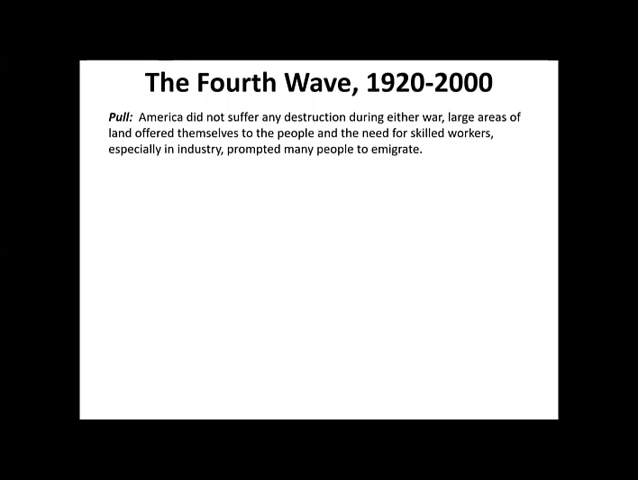 The Fourth Wave, 1920-2000
Pull: America did not suffer any destruction during either war, large areas of
land offered themselves to the people and the need for skilled workers,
especially in industry, prompted many people to emigrate.